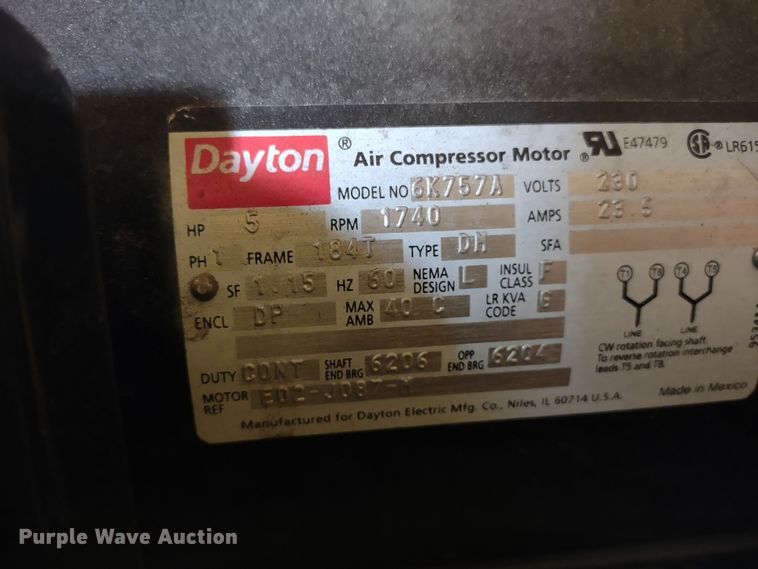 Dayton ® Air Compressor Motor ® RU E47479 SA ® LR615
MODEL NO 6K757A VOLTS 230
HP 5 RPM 1740 AMPS 23.5
PH 1 FRAME 184T TYPE DH SFA
SF 1.15 HZ 60 NEMA DESIGN L INSUL CLASS F
ENCL DP MAX AMB 40 C LR KVA CODE G
T1 T8 T4 T5
LINE LINE
CW rotation facing shaft.
To reverse rotation interchange
leads T5 and T8.
DUTY CONT SHAFT END BRG 6206 OPP END BRG 6204
MOTOR REF
Made in Mexico
Manufactured for Dayton Electric Mfg. Co., Niles, IL 60714 U.S.A.
Purple Wave Auction